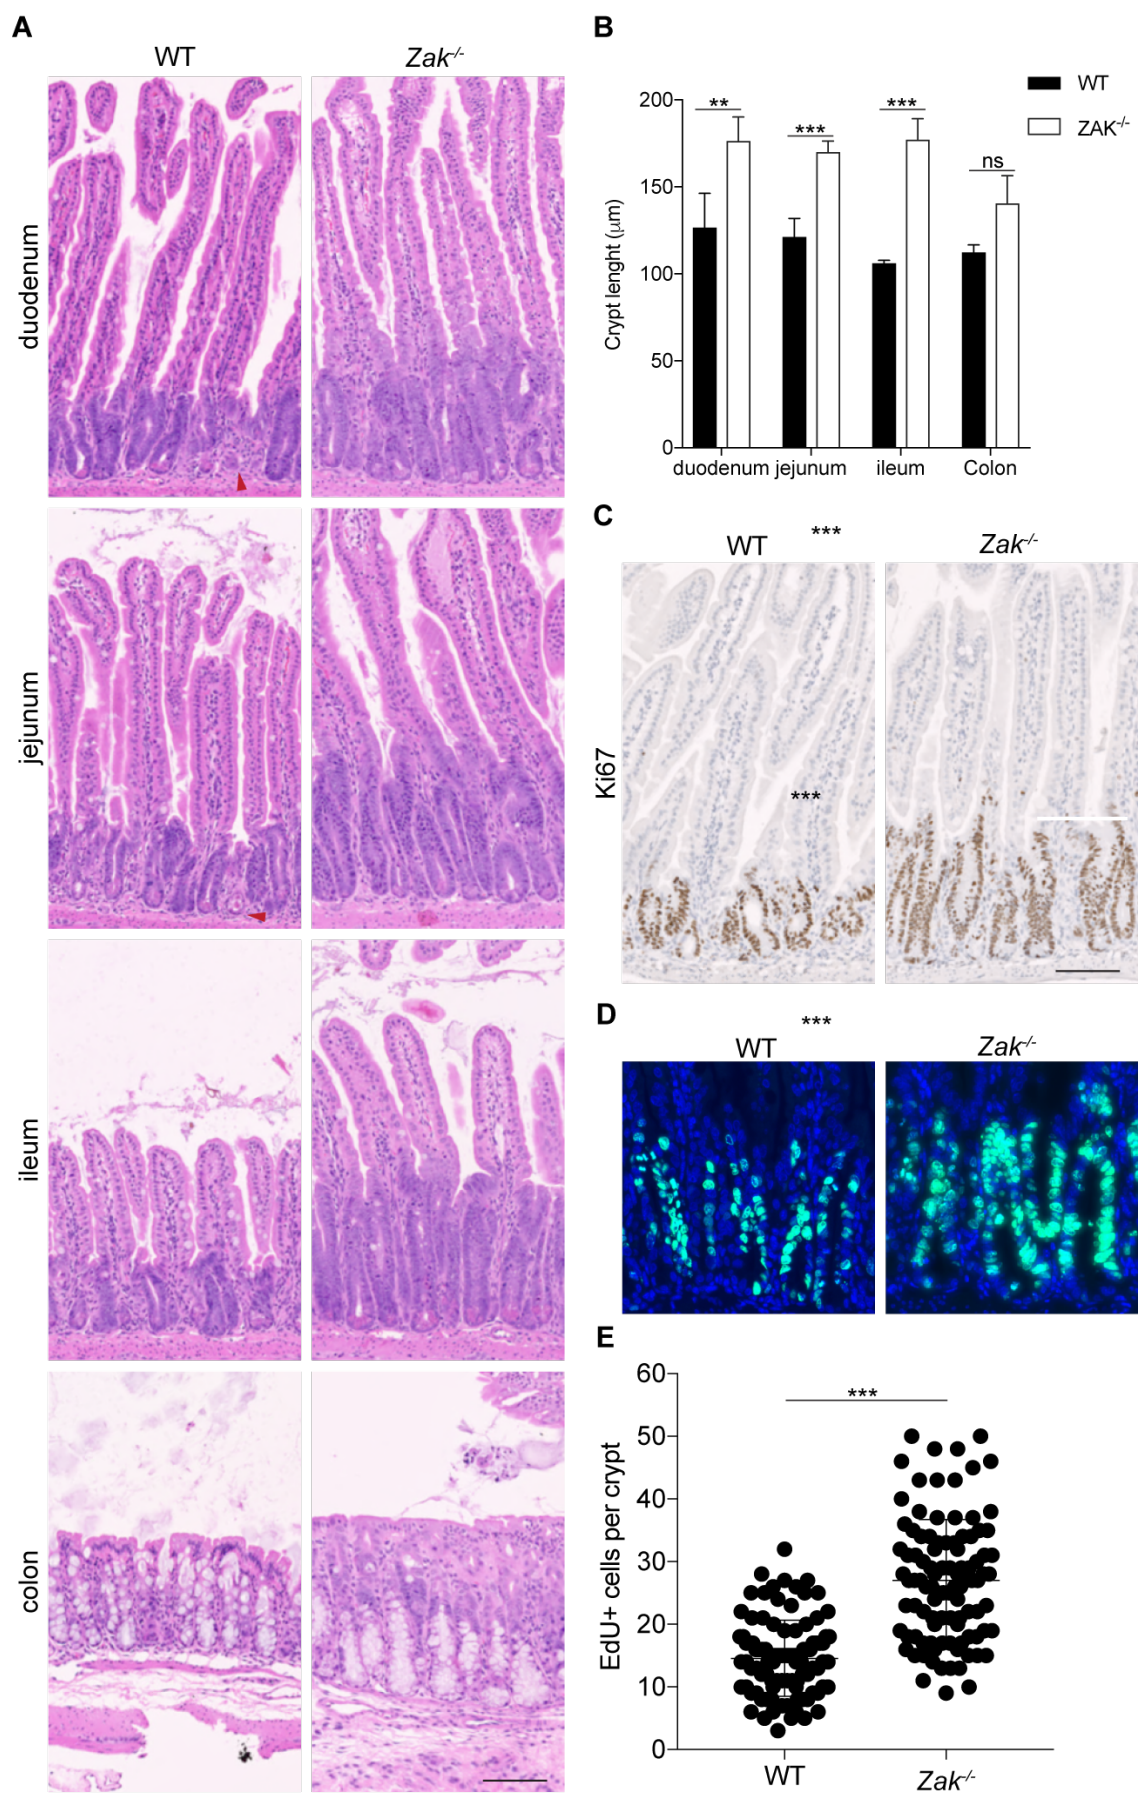 A
WT
Zak-/-
duodenum
jejunum
ileum
colon
B
WT
ZAK-/-
Crypt lenght (μm)
200
150
100
50
0
**
***
***
ns
duodenum
jejunum
ileum
Colon
C
***
WT
Zak-/-
Ki67
***
D
***
WT
Zak-/-
E
EdU+ cells per crypt
60
50
40
30
20
10
0
***
WT
Zak-/-